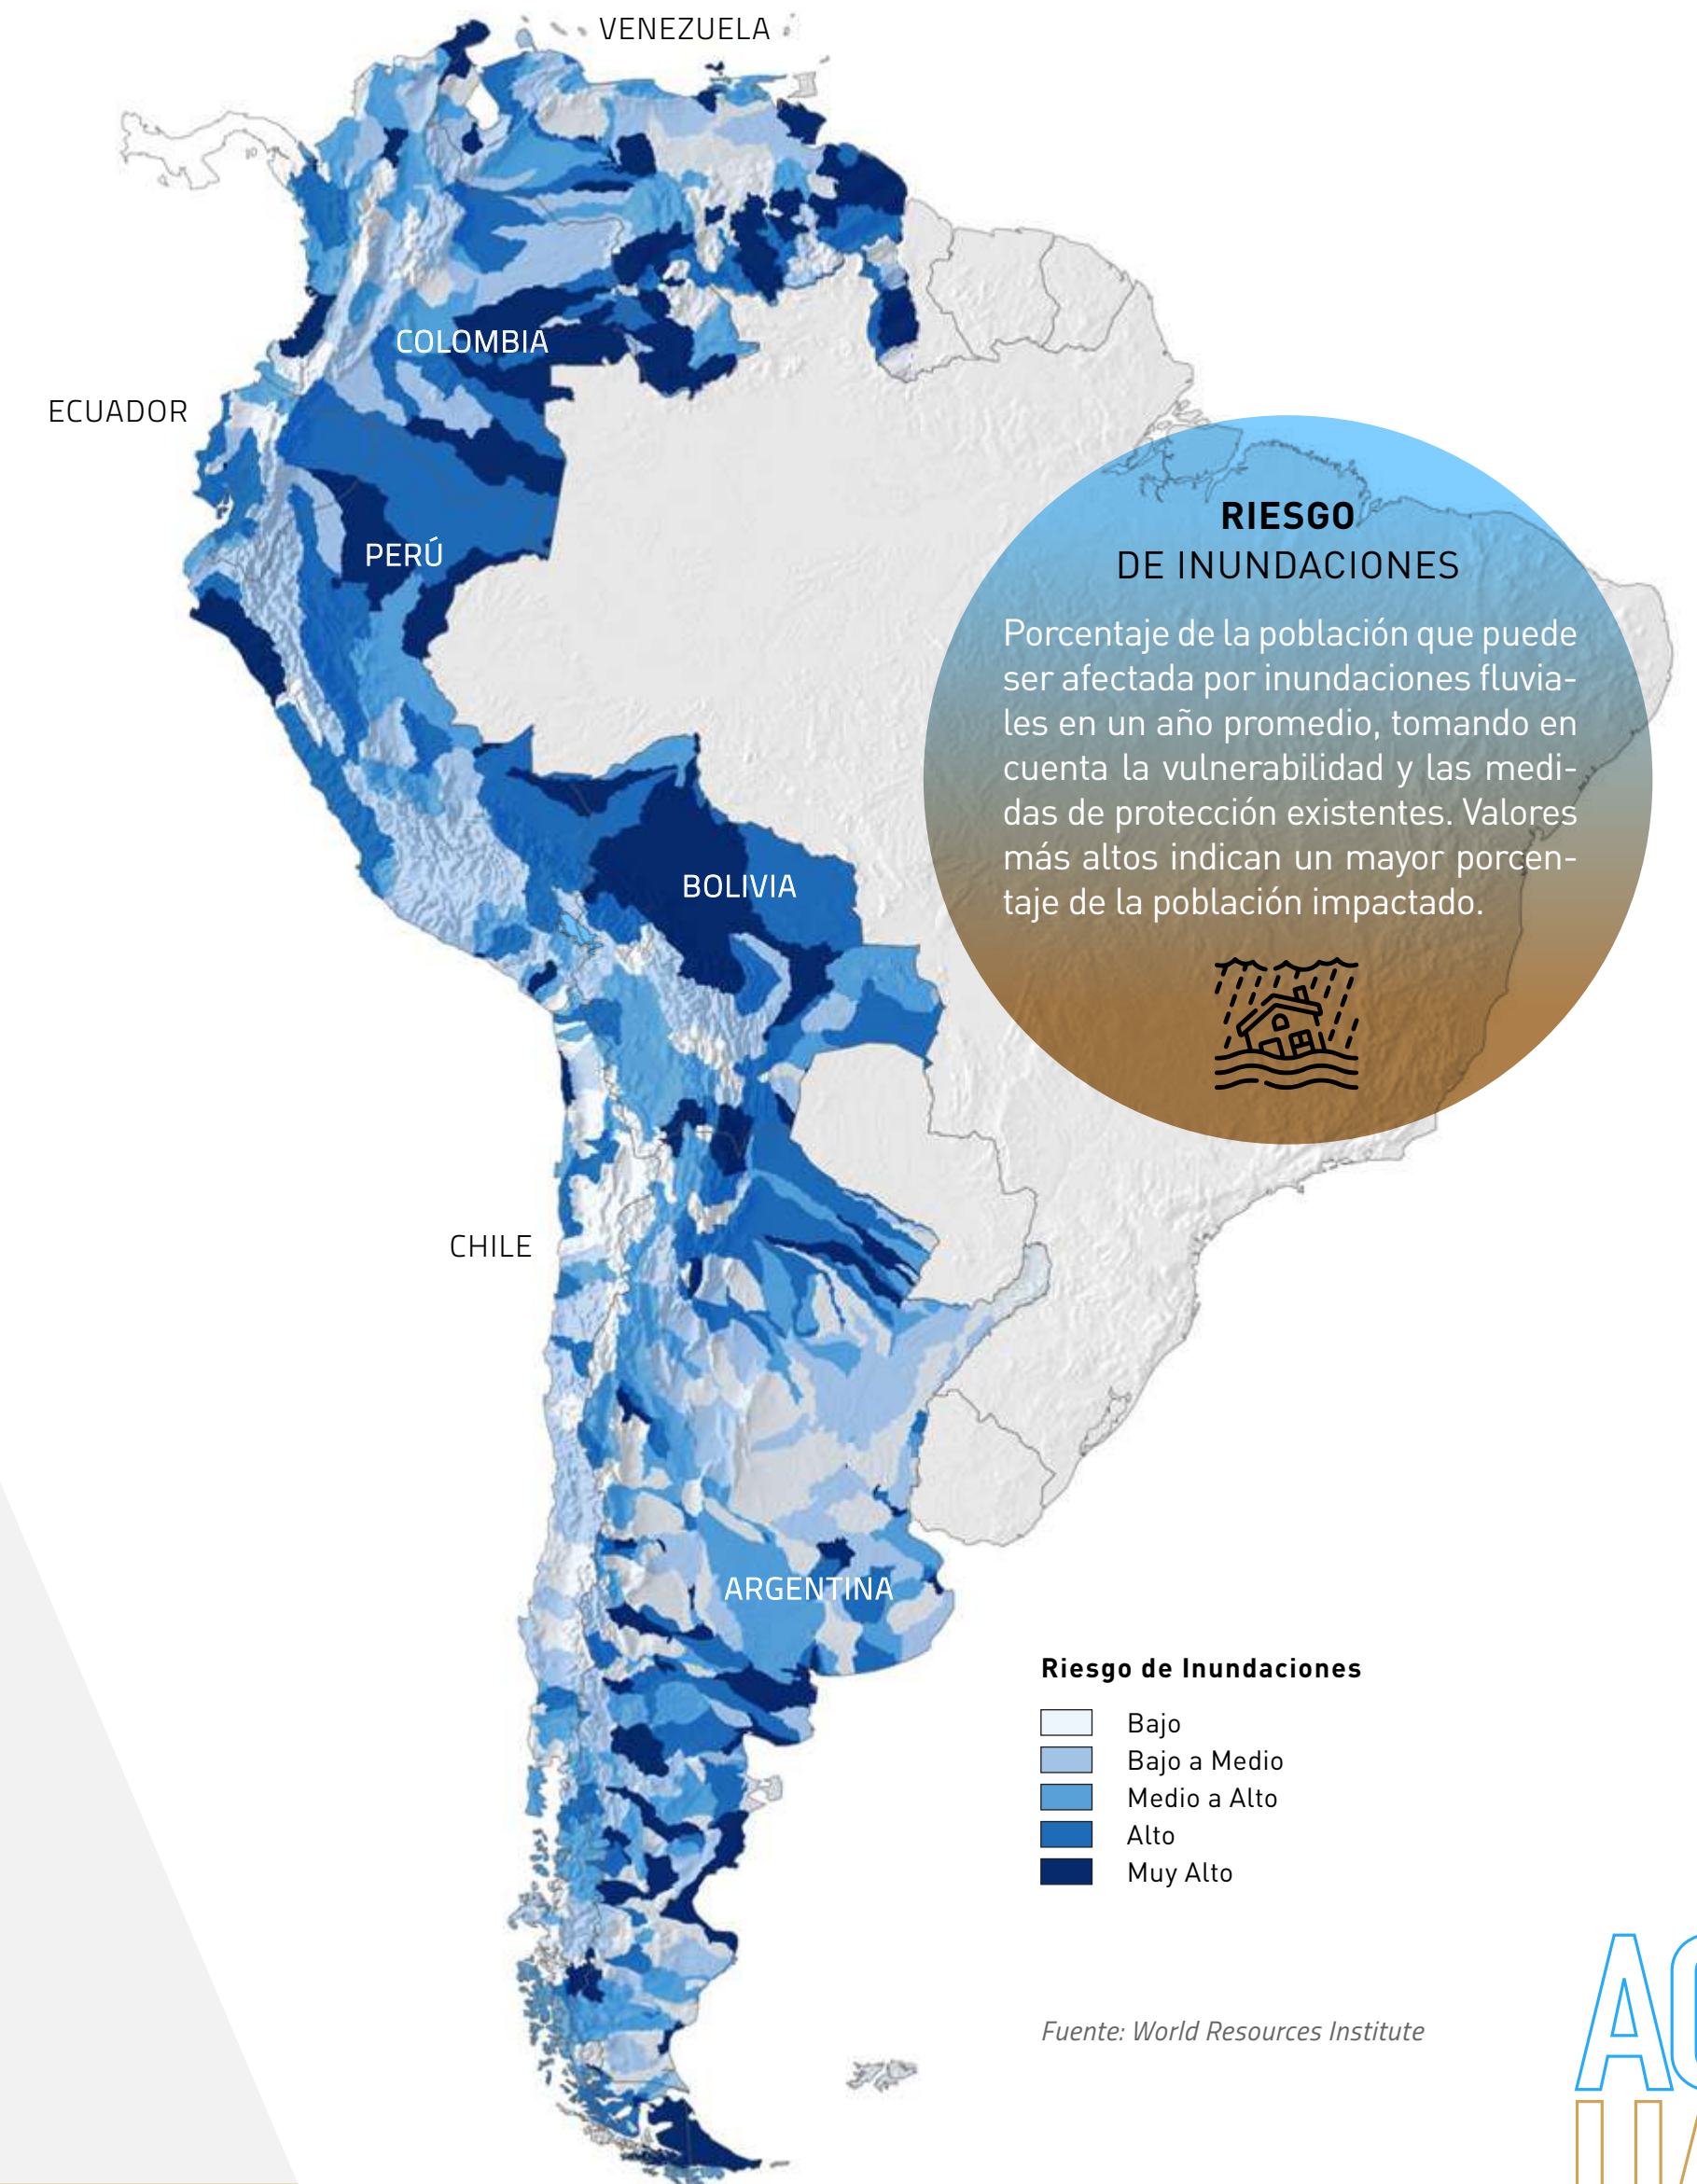 VENEZUELA
COLOMBIA
ECUADOR
PERÚ
RIESGO
DE INUNDACIONES
Porcentaje de la población que puede
ser afectada por inundaciones fluvia-
les en un año promedio, tomando en
cuenta la vulnerabilidad y las medi-
das de protección existentes. Valores
más altos indican un mayor porcen-
taje de la población impactado.
BOLIVIA
CHILE
ARGENTINA
Riesgo de Inundaciones
Bajo
Bajo a Medio
Medio a Alto
Alto
Muy Alto
Fuente: World Resources Institute